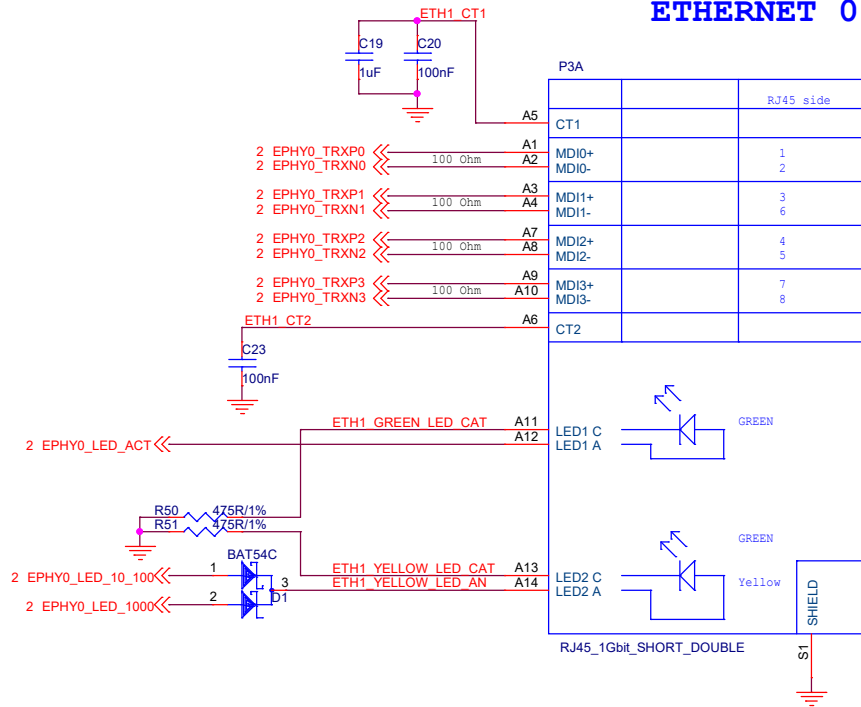 ETHERNET 0
ETH1_CT1
C19
C20
1uF
100nF
P3A
RJ45 side
A5
CT1
2 EPHY0_TRXP0
A1
MDI0+
1
2 EPHY0_TRXN0
100 Ohm
A2
MDI0-
2
2 EPHY0_TRXP1
A3
MDI1+
3
2 EPHY0_TRXN1
100 Ohm
A4
MDI1-
6
2 EPHY0_TRXP2
A7
MDI2+
4
2 EPHY0_TRXN2
100 Ohm
A8
MDI2-
5
2 EPHY0_TRXP3
A9
MDI3+
7
2 EPHY0_TRXN3
100 Ohm
A10
MDI3-
8
ETH1_CT2
A6
CT2
C23
100nF
ETH1_GREEN_LED_CAT
A11
LED1 C
GREEN
2 EPHY0_LED_ACT
A12
LED1 A
R50
475R/1%
R51
475R/1%
BAT54C
GREEN
2 EPHY0_LED_10_100
1
ETH1_YELLOW_LED_CAT
A13
LED2 C
3
ETH1_YELLOW_LED_AN
A14
LED2 A
Yellow
2 EPHY0_LED_1000
2
D1
SHIELD
RJ45_1Gbit_SHORT_DOUBLE
S1